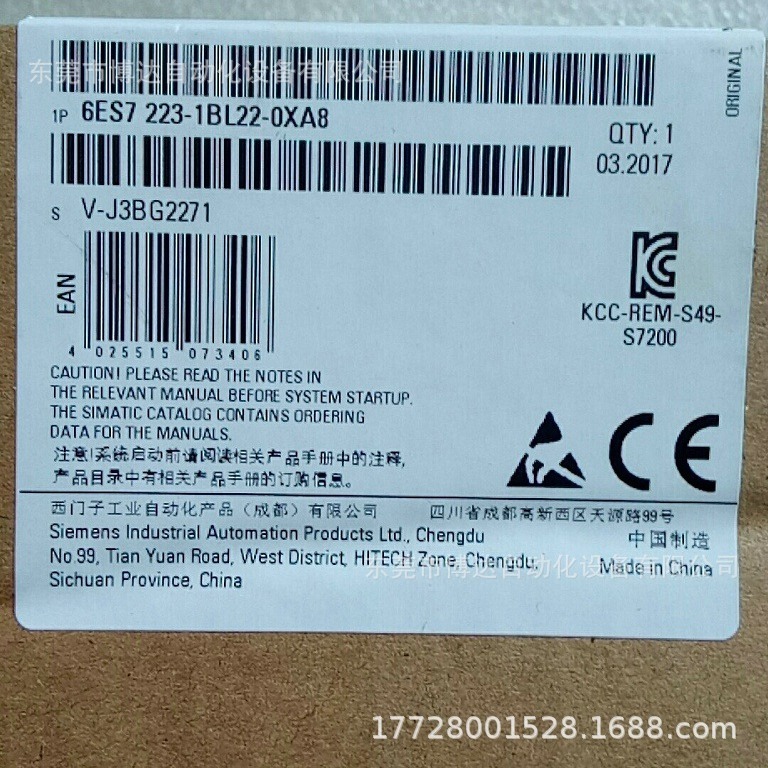 东莞市博达自动化设备有限公司
ORIGINAL
1P 6ES7 223-1BL22-0XA8
QTY: 1
03.2017
S V-J3BG2271
EAN
4 025515 073406
KCC-REM-S49-
S7200
CAUTION! PLEASE READ THE NOTES IN
THE RELEVANT MANUAL BEFORE SYSTEM STARTUP.
THE SIMATIC CATALOG CONTAINS ORDERING
DATA FOR THE MANUALS.
注意!系统启动前请阅读相关产品手册中的注释,
产品目录中有相关产品手册的订购信息。
CE
西门子工业自动化产品（成都）有限公司 四川省成都高新西区天源路99号
Siemens Industrial Automation Products Ltd., Chengdu
中国制造
No.99, Tian Yuan Road, West District, HITECH Zone, Chengdu,
Made in China
东莞市博达自动化设备有限公司
Sichuan Province, China
17728001528.1688.com